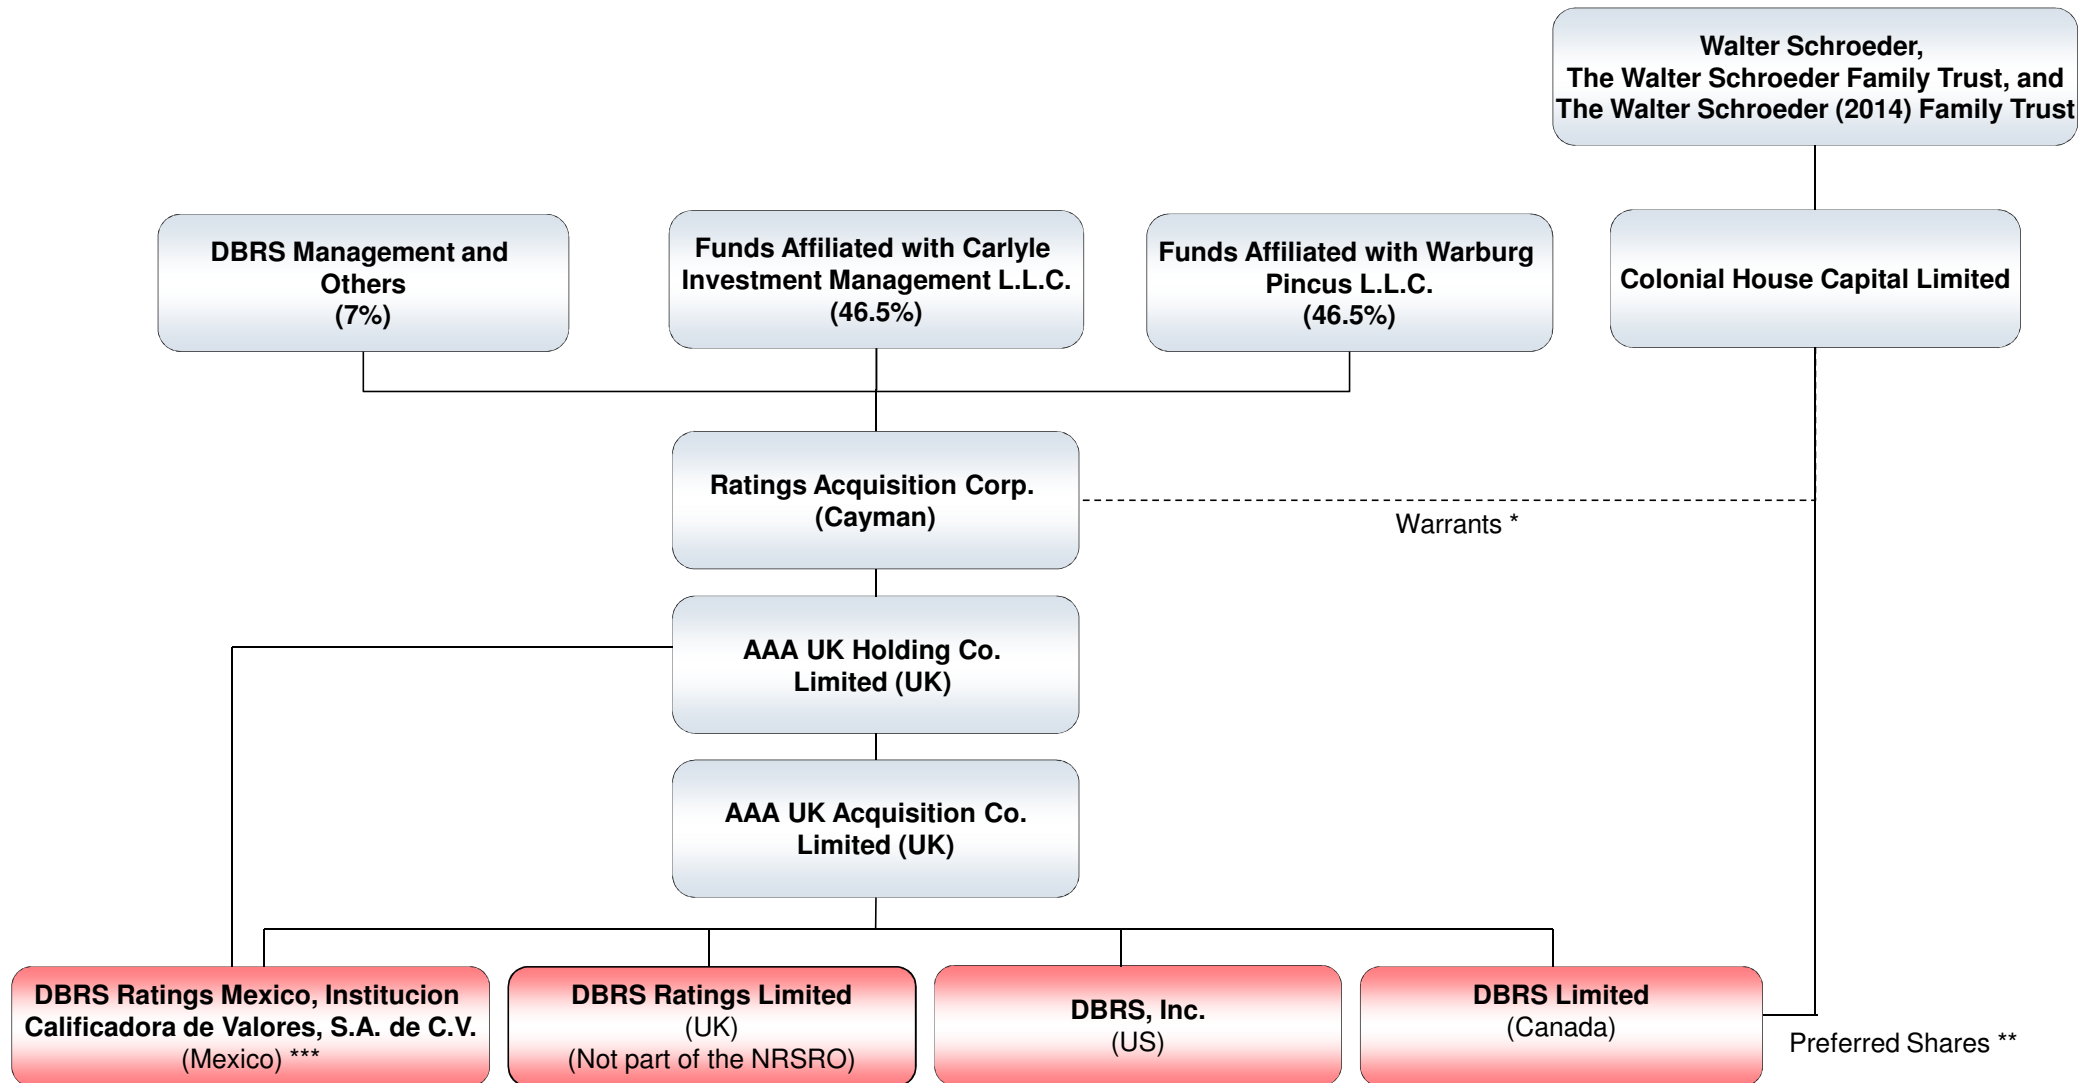 Walter Schroeder,
The Walter Schroeder Family Trust, and
The Walter Schroeder (2014) Family Trust
DBRS Management and
Others
(7%)
Funds Affiliated with Carlyle
Investment Management L.L.C.
(46.5%)
Funds Affiliated with Warburg
Pincus L.L.C.
(46.5%)
Colonial House Capital Limited
Ratings Acquisition Corp.
(Cayman)
Warrants *
AAA UK Holding Co.
Limited (UK)
AAA UK Acquisition Co.
Limited (UK)
DBRS Ratings Mexico, Institucion
Calificadora de Valores, S.A. de C.V.
(Mexico) ***
DBRS Ratings Limited
(UK)
(Not part of the NRSRO)
DBRS, Inc.
(US)
DBRS Limited
(Canada)
Preferred Shares **